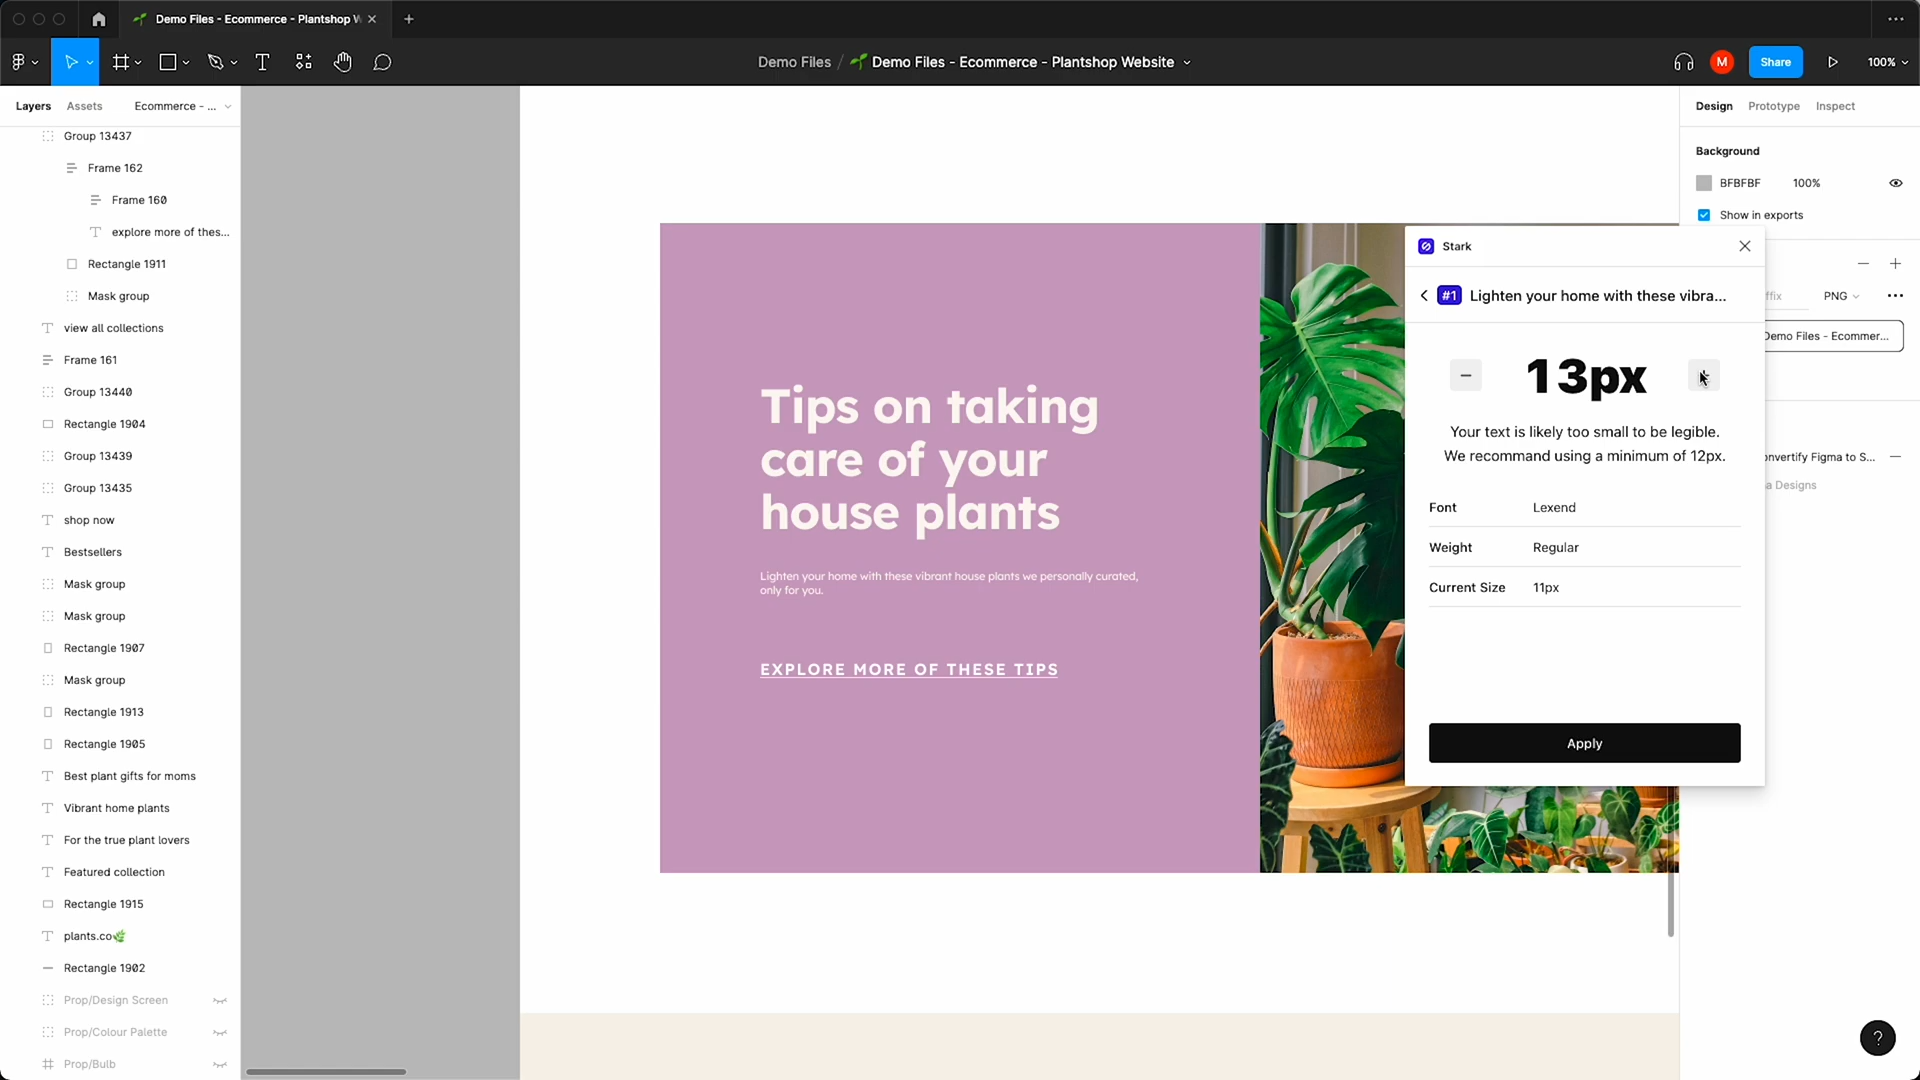 Demo Files - Ecommerce - Plantshop W
Demo Files / Demo Files - Ecommerce - Plantshop Website
M
Share
100%
Layers
Assets
Ecommerce - ...
Group 13437
Frame 162
Frame 160
explore more of thes...
Rectangle 1911
Mask group
view all collections
Frame 161
Group 13440
Rectangle 1904
Group 13439
Group 13435
shop now
Bestsellers
Mask group
Mask group
Rectangle 1907
Mask group
Rectangle 1913
Rectangle 1905
Best plant gifts for moms
Vibrant home plants
For the true plant lovers
Featured collection
Rectangle 1915
plants.co
Rectangle 1902
Prop/Design Screen
Prop/Colour Palette
Prop/Bulb
Tips on taking
care of your
house plants
Lighten your home with these vibrant house plants we personally curated,
only for you.
EXPLORE MORE OF THESE TIPS
Stark
#1 Lighten your home with these vibra...
13px
Your text is likely too small to be legible.
We recommand using a minimum of 12px.
Font Lexend
Weight Regular
Current Size 11px
Apply
Design
Prototype
Inspect
Background
BFBFBF 100%
Show in exports
PNG
Demo Files - Ecommer...
onvertify Figma to S...
a Designs
?